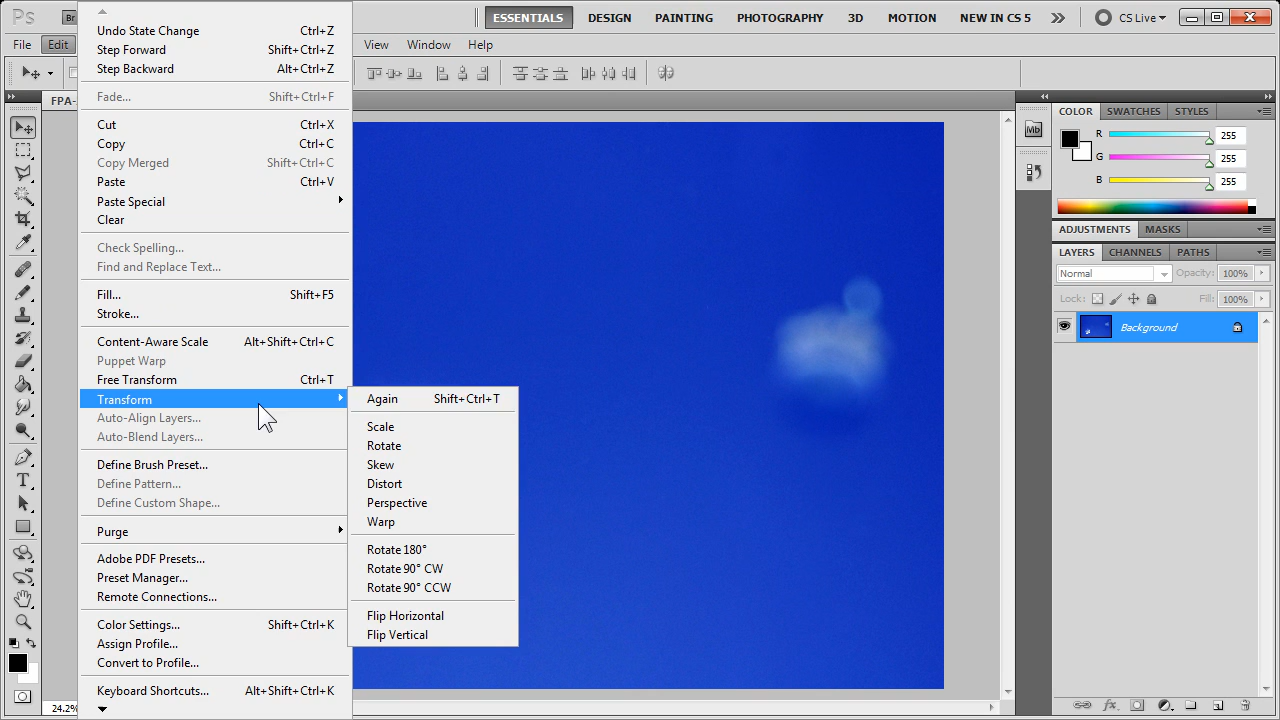 Ps Br ESSENTIALS DESIGN PAINTING PHOTOGRAPHY 3D MOTION NEW IN CS 5 CS Live
File Edit View Window Help
FPA-
Undo State Change Ctrl+Z
Step Forward Shift+Ctrl+Z
Step Backward Alt+Ctrl+Z
Fade... Shift+Ctrl+F
Cut Ctrl+X
Copy Ctrl+C
Copy Merged Shift+Ctrl+C
Paste Ctrl+V
Paste Special
Clear
Check Spelling...
Find and Replace Text...
Fill... Shift+F5
Stroke...
Content-Aware Scale Alt+Shift+Ctrl+C
Puppet Warp
Free Transform Ctrl+T
Transform
Auto-Align Layers...
Auto-Blend Layers...
Define Brush Preset...
Define Pattern...
Define Custom Shape...
Purge
Adobe PDF Presets...
Preset Manager...
Remote Connections...
Color Settings... Shift+Ctrl+K
Assign Profile...
Convert to Profile...
Keyboard Shortcuts... Alt+Shift+Ctrl+K
Again Shift+Ctrl+T
Scale
Rotate
Skew
Distort
Perspective
Warp
Rotate 180°
Rotate 90° CW
Rotate 90° CCW
Flip Horizontal
Flip Vertical
24.2%
Mb
COLOR SWATCHES STYLES
R 255
G 255
B 255
ADJUSTMENTS MASKS
LAYERS CHANNELS PATHS
Normal Opacity: 100%
Lock: Fill: 100%
Background
fx